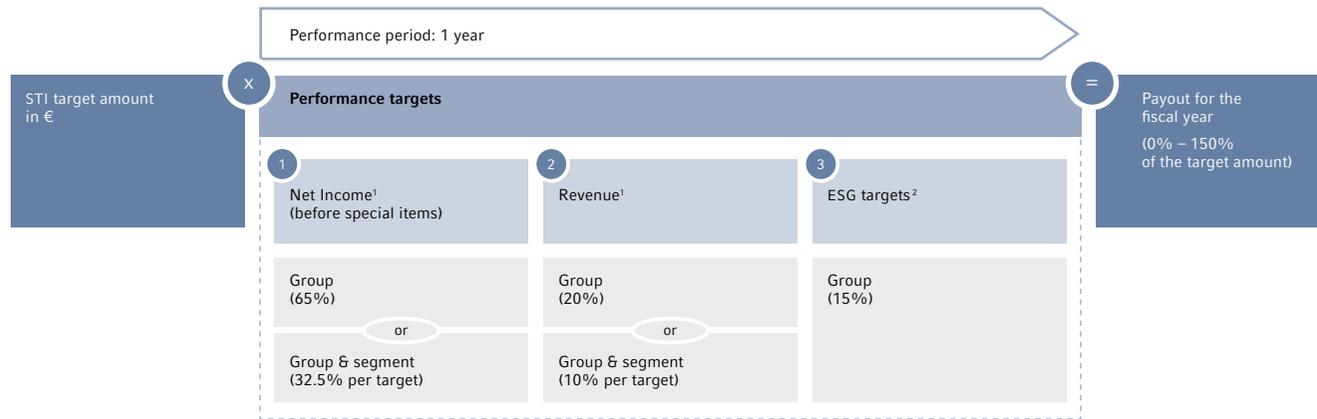 Performance period: 1 year
STI target amount
in €
x
Performance targets
=
Payout for the
fiscal year
(0% – 150%
of the target amount)
1
Net Income¹
(before special items)
2
Revenue¹
3
ESG targets²
Group
(65%)
or
Group & segment
(32.5% per target)
Group
(20%)
or
Group & segment
(10% per target)
Group
(15%)